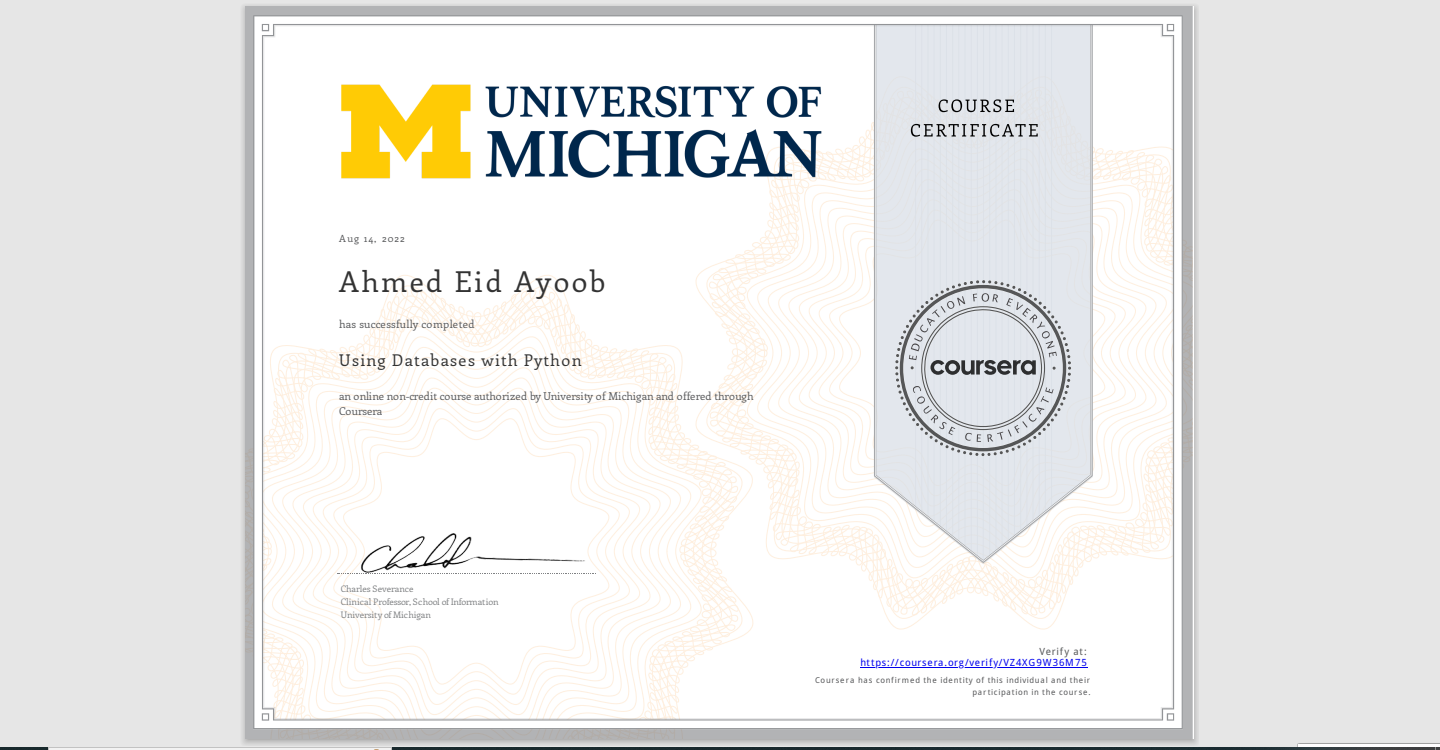 UNIVERSITY OF
MICHIGAN
COURSE
CERTIFICATE
Aug 14, 2022
Ahmed Eid Ayoob
has successfully completed
Using Databases with Python
an online non-credit course authorized by University of Michigan and offered through
Coursera
EDUCATION FOR EVERYONE
coursera
COURSE CERTIFICATE
Charles Severance
Clinical Professor, School of Information
University of Michigan
Verify at:
https://coursera.org/verify/VZ4XG9W36M75
Coursera has confirmed the identity of this individual and their
participation in the course.